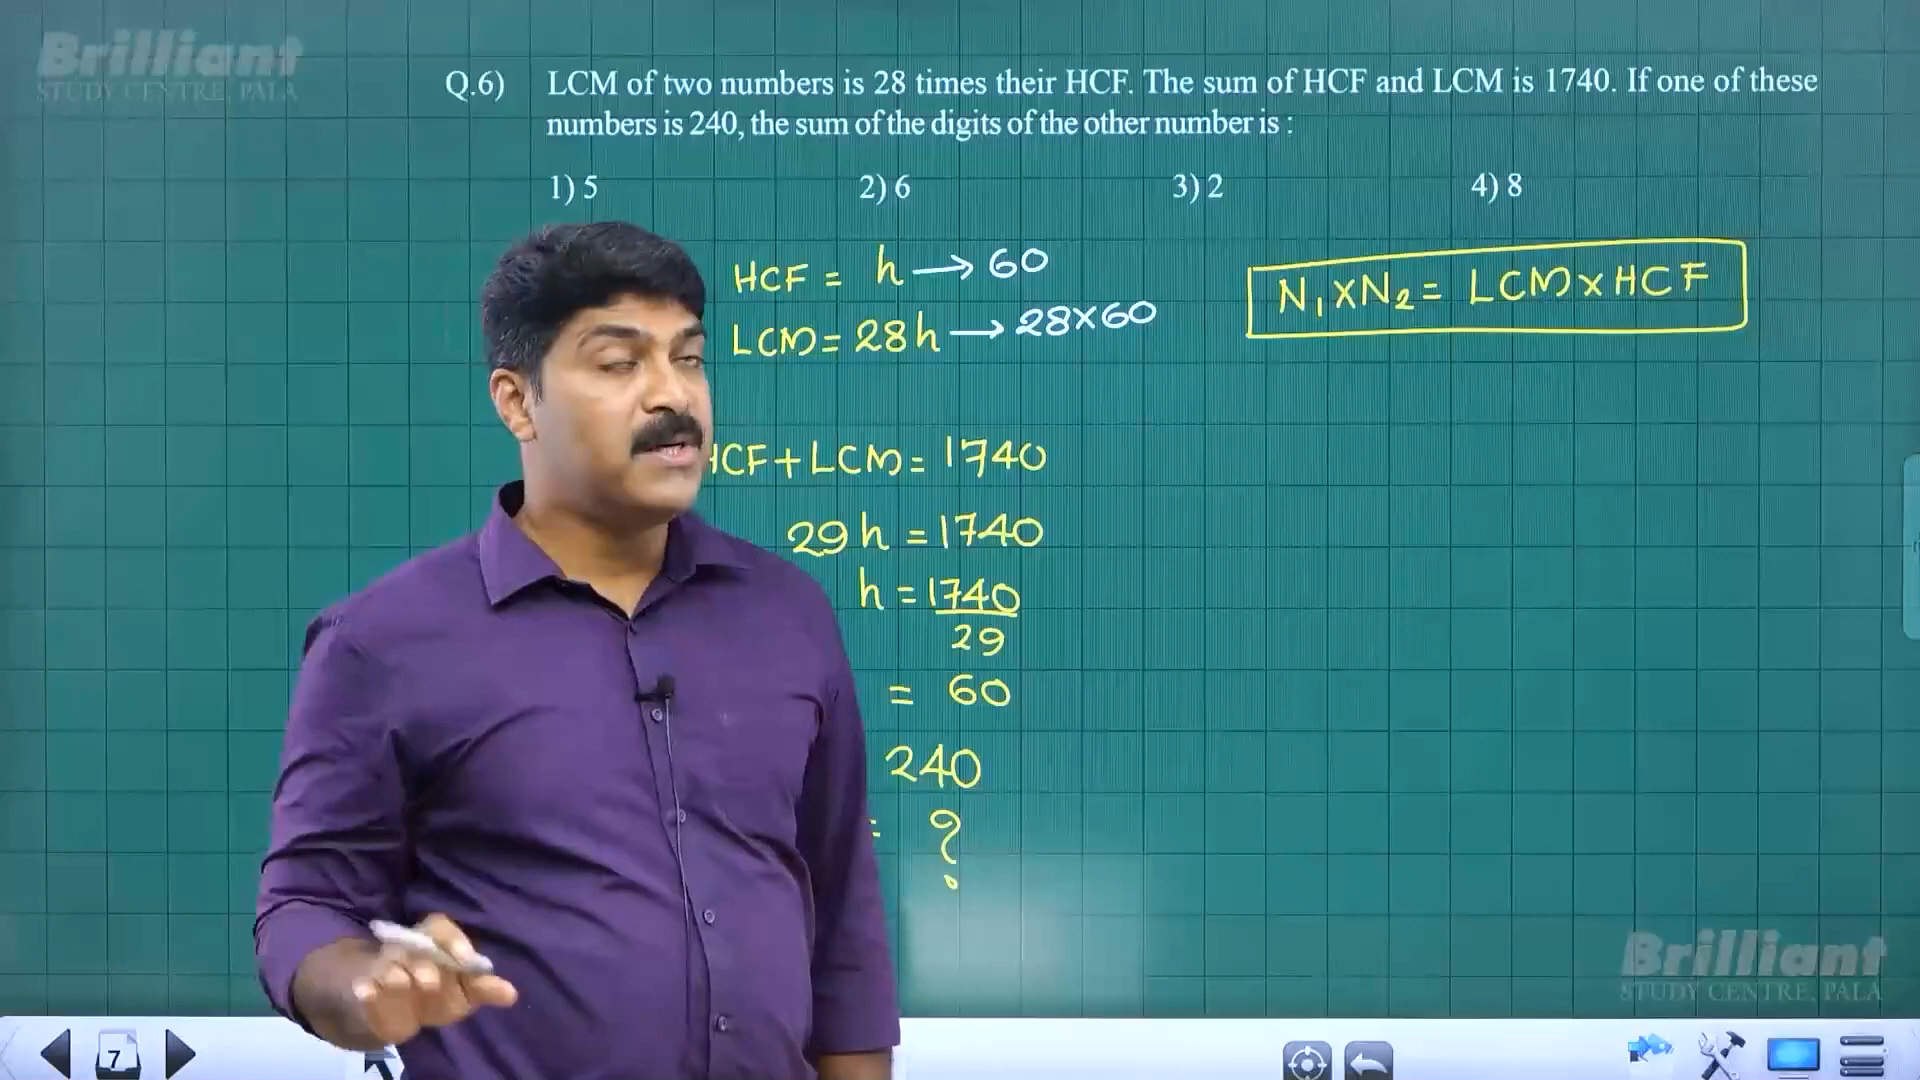 Brilliant
STUDY CENTRE, PALA
Q.6) LCM of two numbers is 28 times their HCF. The sum of HCF and LCM is 1740. If one of these
numbers is 240, the sum of the digits of the other number is :
1) 5 2) 6 3) 2 4) 8
HCF = h → 60
LCM = 28h → 28×60
N₁×N₂ = LCM×HCF
HCF+LCM = 1740
29h = 1740
h = 1740
29
= 60
240
= ?
Brilliant
STUDY CENTRE, PALA
7